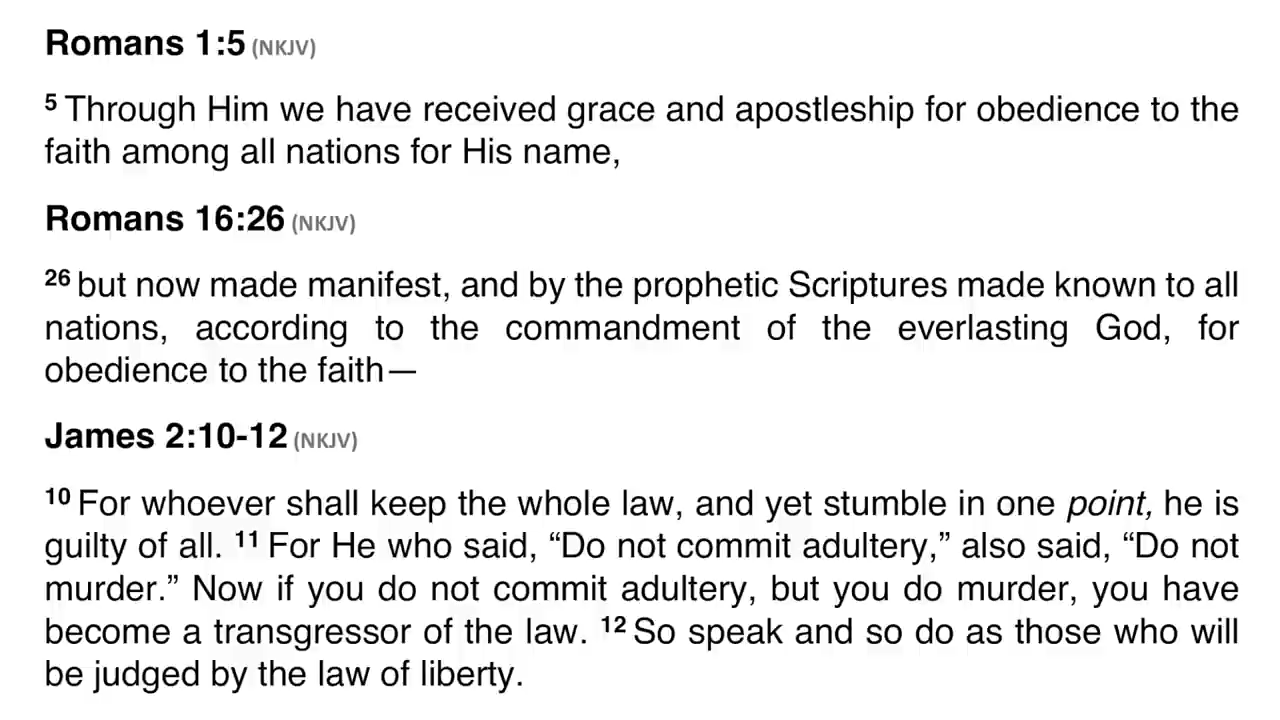 Romans 1:5 (NKJV)
5 Through Him we have received grace and apostleship for obedience to the
faith among all nations for His name,
Romans 16:26 (NKJV)
26 but now made manifest, and by the prophetic Scriptures made known to all
nations, according to the commandment of the everlasting God, for
obedience to the faith—
James 2:10-12 (NKJV)
10 For whoever shall keep the whole law, and yet stumble in one point, he is
guilty of all. 11 For He who said, “Do not commit adultery,” also said, “Do not
murder.” Now if you do not commit adultery, but you do murder, you have
become a transgressor of the law. 12 So speak and so do as those who will
be judged by the law of liberty.